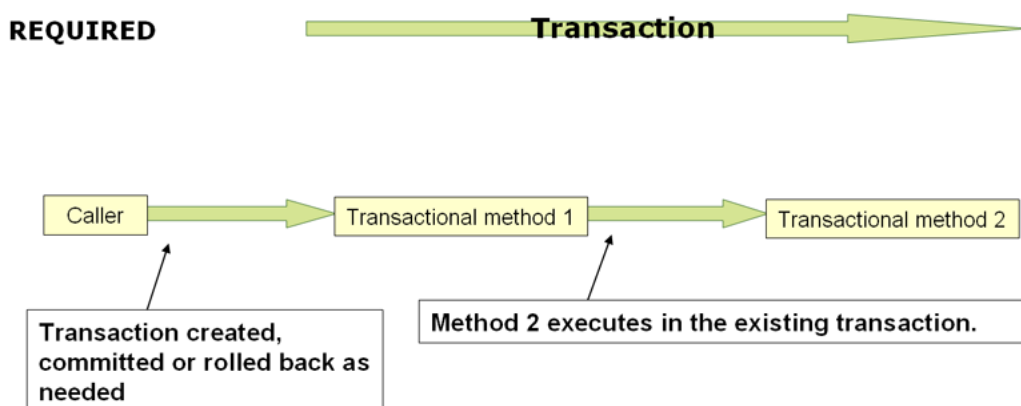 REQUIRED
Transaction
Caller
Transactional method 1
Transactional method 2
Transaction created,
committed or rolled back as
needed
Method 2 executes in the existing transaction.